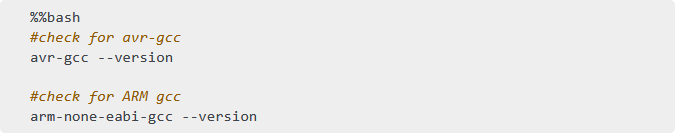 %%bash
#check for avr-gcc
avr-gcc --version
#check for ARM gcc
arm-none-eabi-gcc --version